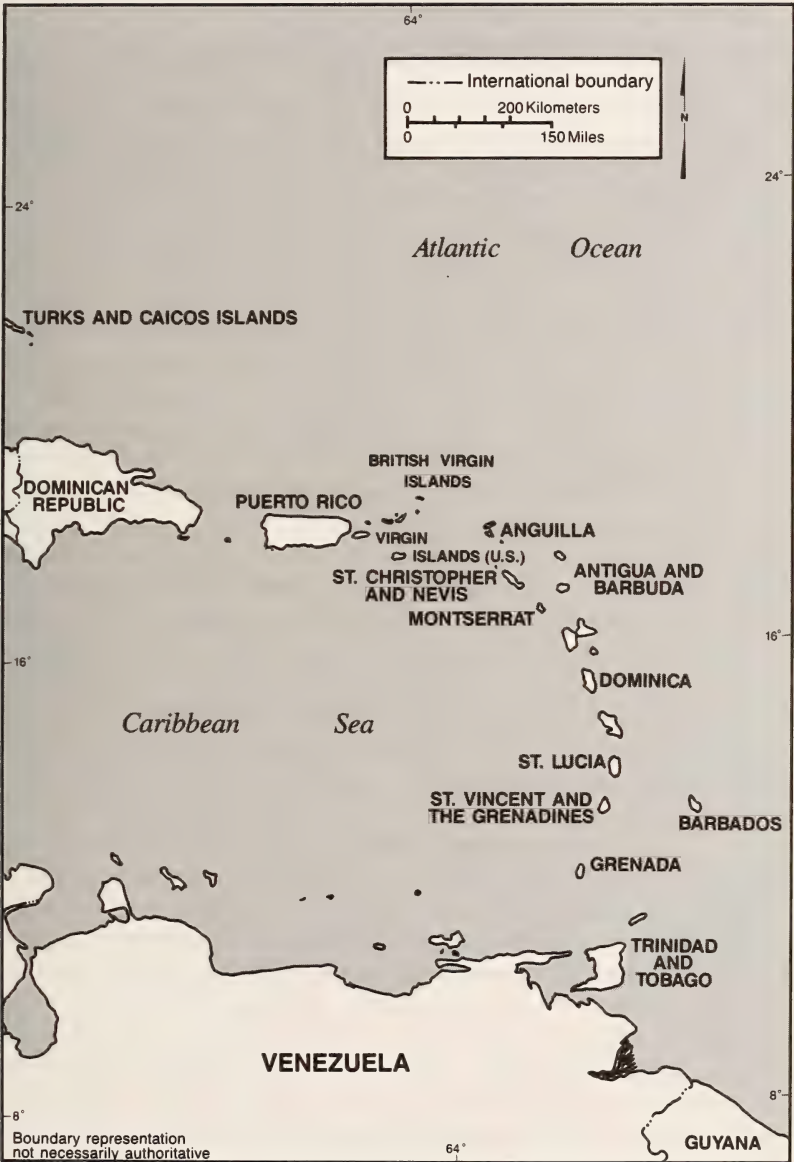 64°
International boundary
0 200 Kilometers
0 150 Miles
N
24°
24°
Atlantic Ocean
TURKS AND CAICOS ISLANDS
BRITISH VIRGIN
ISLANDS
DOMINICAN
REPUBLIC
PUERTO RICO
VIRGIN
ISLANDS (U.S.)
ANGUILLA
ST. CHRISTOPHER
AND NEVIS
ANTIGUA AND
BARBUDA
MONTSERRAT
16°
16°
DOMINICA
Caribbean Sea
ST. LUCIA
ST. VINCENT AND
THE GRENADINES
BARBADOS
GRENADA
TRINIDAD
AND
TOBAGO
VENEZUELA
8°
8°
Boundary representation
not necessarily authoritative
64°
GUYANA